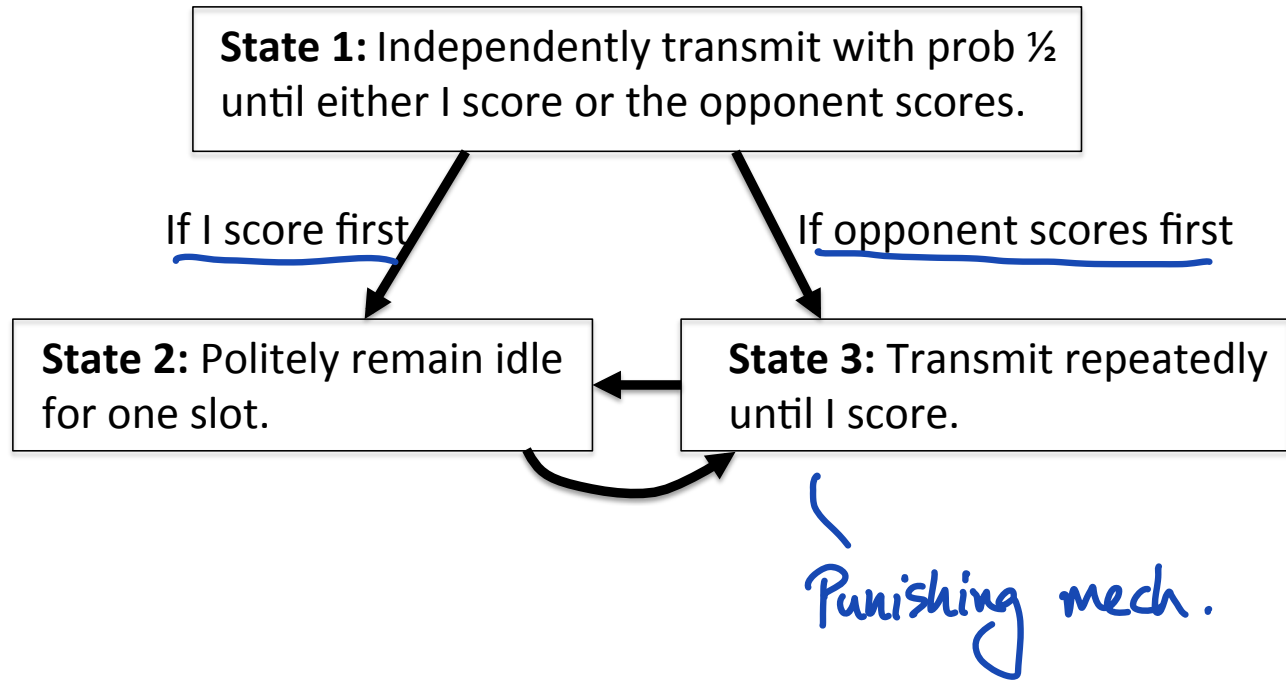 State 1: Independently transmit with prob ½
until either I score or the opponent scores.
If I score first
If opponent scores first
State 2: Politely remain idle
for one slot.
State 3: Transmit repeatedly
until I score.
Punishing mech.